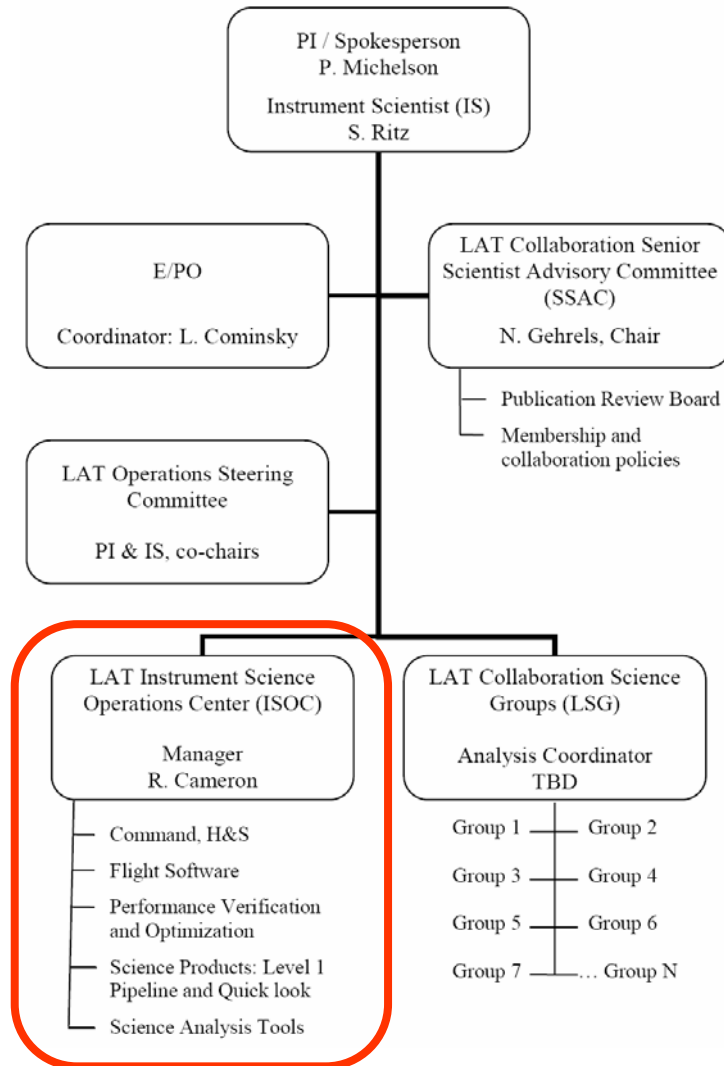 PI / Spokesperson
P. Michelson
Instrument Scientist (IS)
S. Ritz
E/PO
Coordinator: L. Cominsky
LAT Collaboration Senior
Scientist Advisory Committee
(SSAC)
N. Gehrels, Chair
Publication Review Board
Membership and
collaboration policies
LAT Operations Steering
Committee
PI & IS, co-chairs
LAT Instrument Science
Operations Center (ISOC)
Manager
R. Cameron
Command, H&S
Flight Software
Performance Verification
and Optimization
Science Products: Level 1
Pipeline and Quick look
Science Analysis Tools
LAT Collaboration Science
Groups (LSG)
Analysis Coordinator
TBD
Group 1 Group 2
Group 3 Group 4
Group 5 Group 6
Group 7 ... Group N